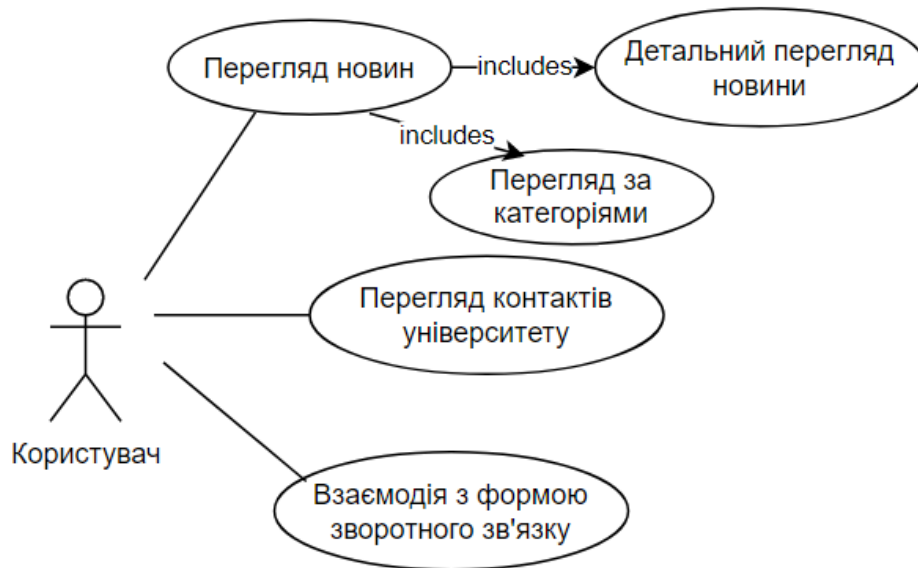 Перегляд новин
includes
Детальний перегляд
новини
includes
Перегляд за
категоріями
Перегляд контактів
університету
Користувач
Взаємодія з формою
зворотного зв'язку